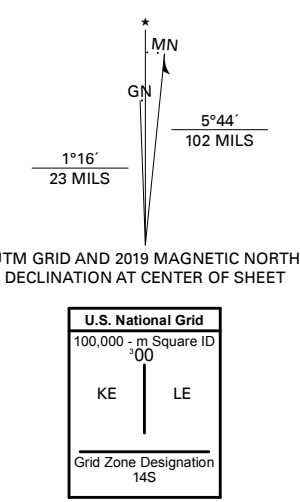 ★
MN
GN
5°44´
102 MILS
1°16´
23 MILS
UTM GRID AND 2019 MAGNETIC NORTH
DECLINATION AT CENTER OF SHEET
U.S. National Grid
100,000 - m Square ID
³00
KE LE
Grid Zone Designation
14S